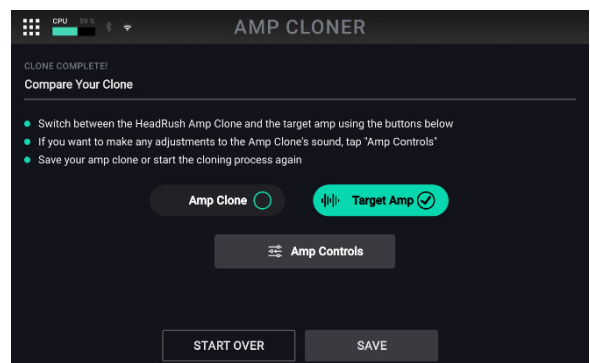 CPU 59 %
AMP CLONER
CLONE COMPLETE!
Compare Your Clone
Switch between the HeadRush Amp Clone and the target amp using the buttons below
If you want to make any adjustments to the Amp Clone's sound, tap "Amp Controls"
Save your amp clone or start the cloning process again
Amp Clone
Target Amp
Amp Controls
START OVER
SAVE